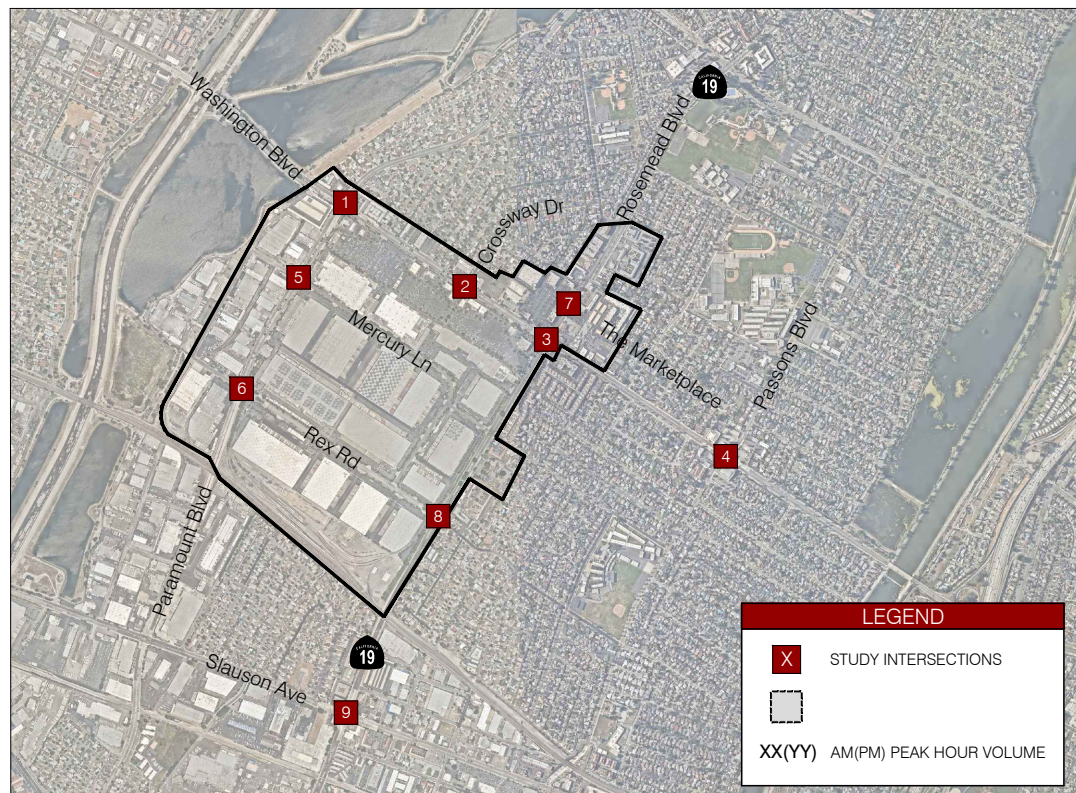 Washington Blvd
CALIFORNIA
19
Rosemead Blvd
Crossway Dr
1
2
5
7
3
Mercury Ln
The Marketplace
Passons Blvd
6
Rex Rd
4
8
Paramount Blvd
CALIFORNIA
19
Slauson Ave
9
LEGEND
X STUDY INTERSECTIONS
XX(YY) AM(PM) PEAK HOUR VOLUME